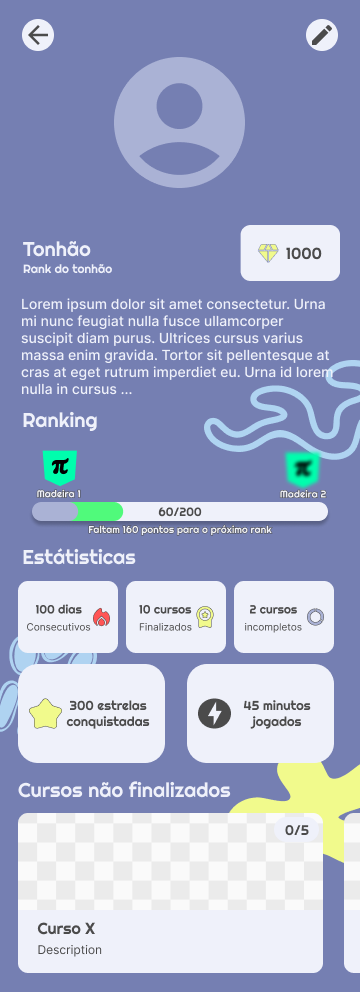 Tonhão
Rank do tonhão
1000
Lorem ipsum dolor sit amet consectetur. Urna
mi nunc feugiat nulla fusce ullamcorper
suscipit diam purus. Ultrices cursus varius
massa enim gravida. Tortor sit pellentesque at
cras at eget rutrum imperdiet eu. Urna id lorem
nulla in cursus ...
Ranking
π
π
Madeira 1
Madeira 2
60/200
Faltam 160 pontos para o próximo rank
Estátisticas
100 dias
Consecutivos
10 cursos
Finalizados
2 cursos
incompletos
300 estrelas
conquistadas
45 minutos
jogados
Cursos não finalizados
0/5
Curso X
Description